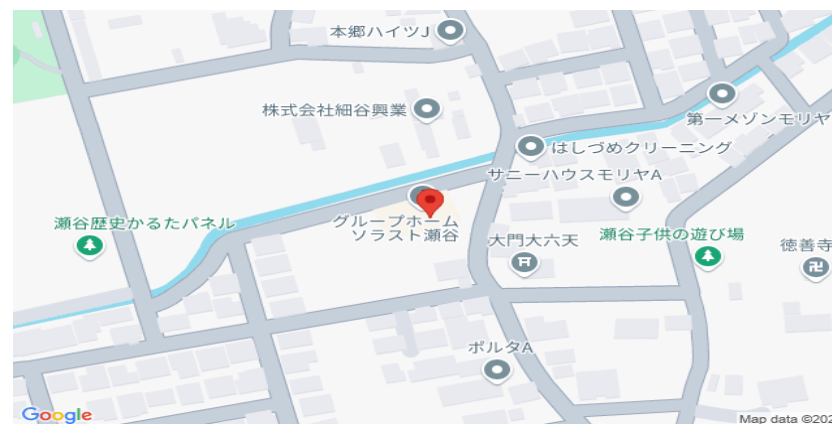 本郷ハイツJ
株式会社細谷興業
第一メゾンモリヤ
はしづめクリーニング
サニーハウスモリヤA
瀬谷歴史かるたパネル
グループホーム
ソラスト瀬谷
大門大六天
瀬谷子供の遊び場
徳善寺
ポルタA
Google
Map data ©202